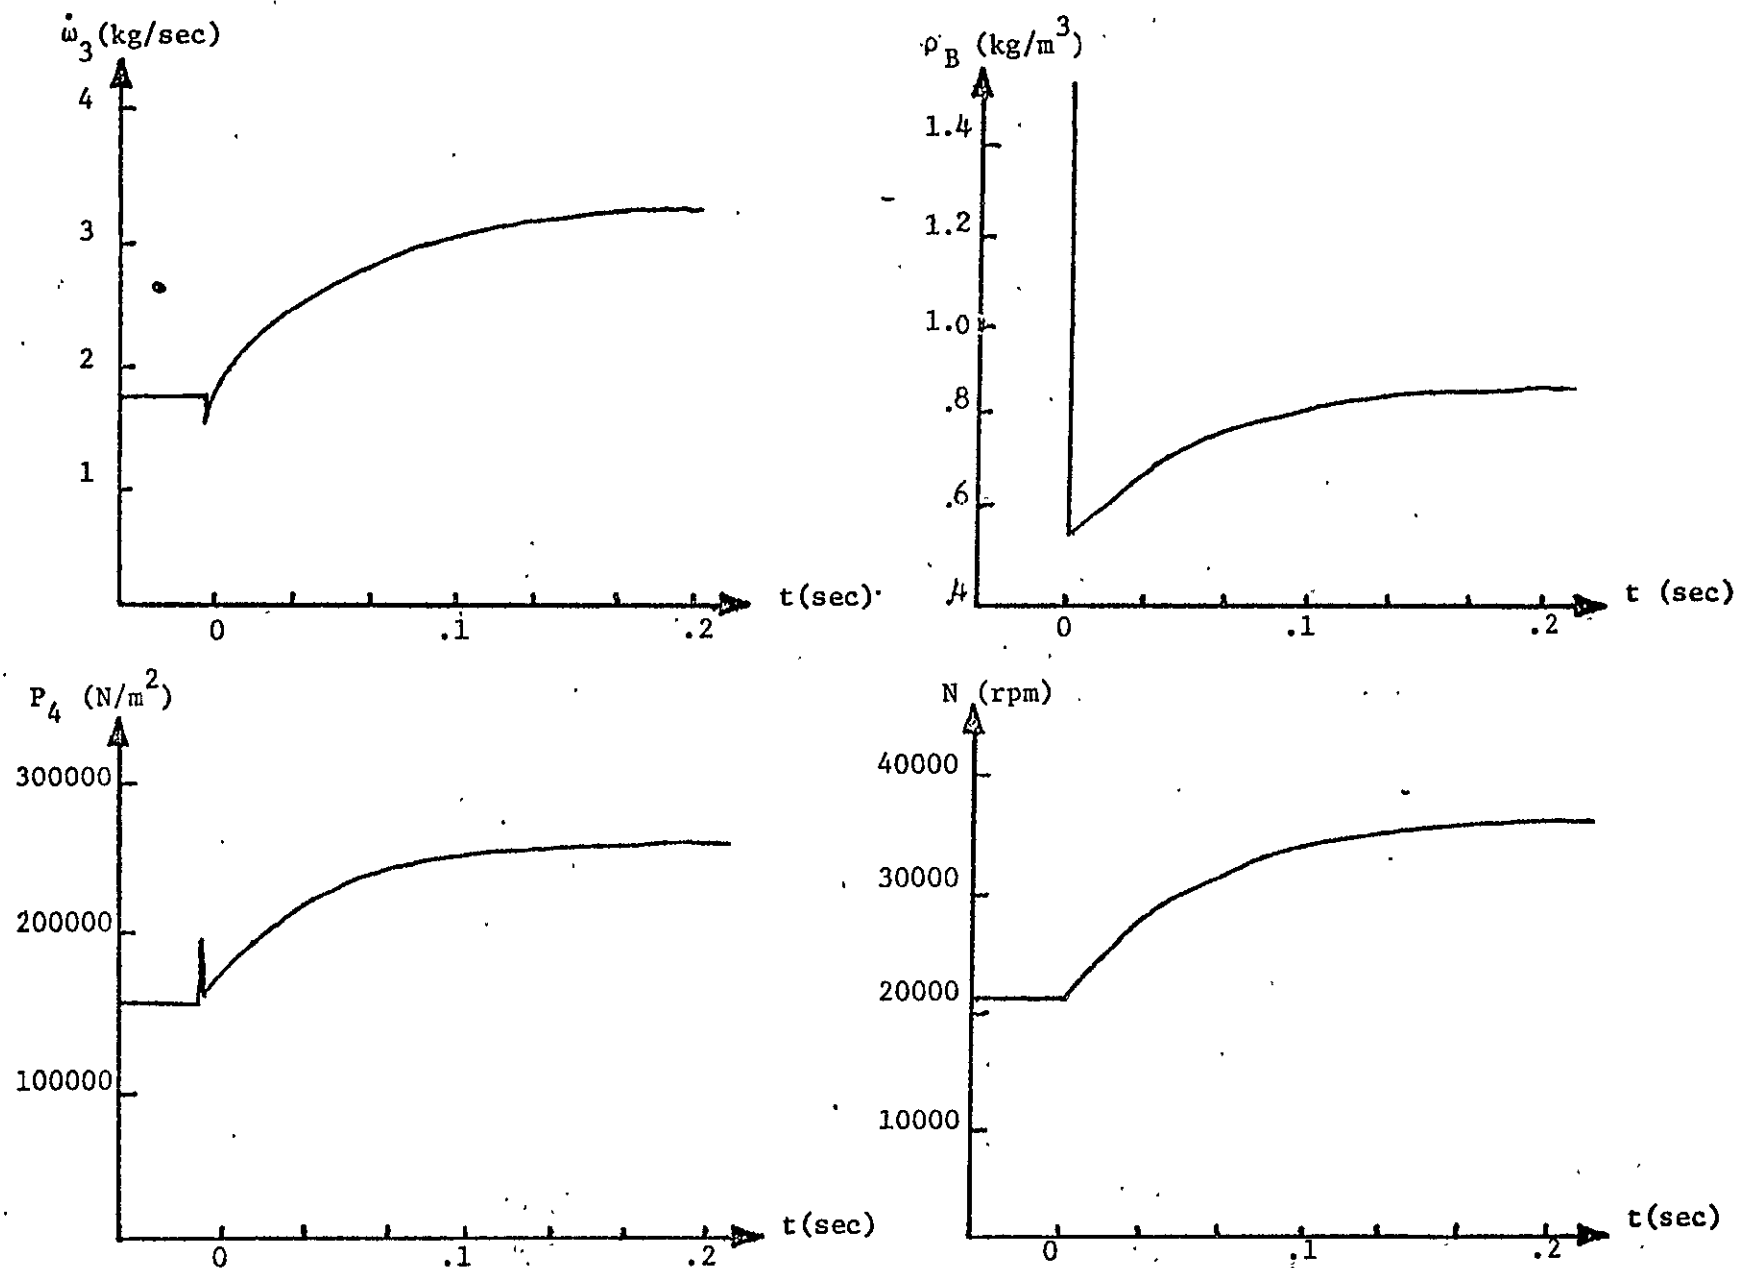 ω̇₃ (kg/sec)
4
3
2
1
0 .1 .2
t(sec)
ρ_B (kg/m³)
1.4
1.2
1.0
.8
.6
.4
0 .1 .2
t (sec)
P₄ (N/m²)
300000
200000
100000
0 .1 .2
t(sec)
N (rpm)
40000
30000
20000
10000
0 .1 .2
t(sec)